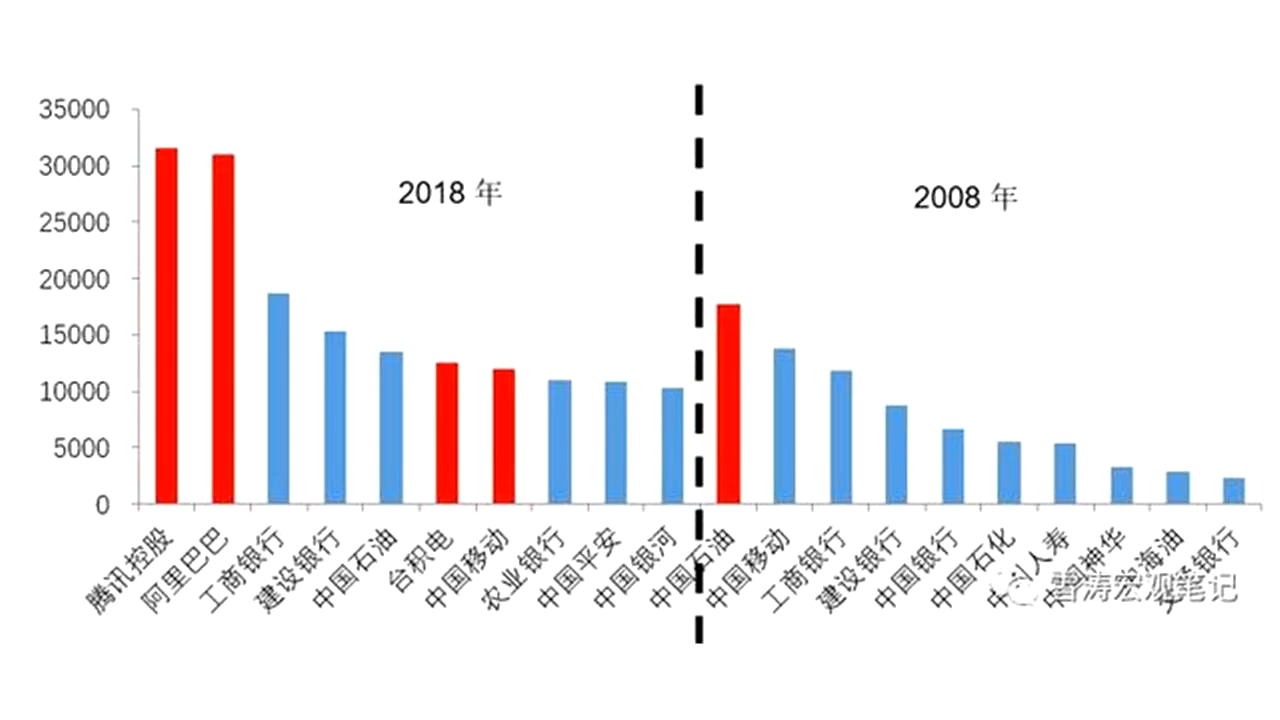 35000
30000
25000
20000
15000
10000
5000
0
2018 年
2008 年
腾讯控股
阿里巴巴
工商银行
建设银行
中国石油
台积电
中国移动
农业银行
中国平安
中国银河
中国石油
中国移动
工商银行
建设银行
中国银行
中国石化
人寿
中国神华
海油
银行
雪涛宏观笔记